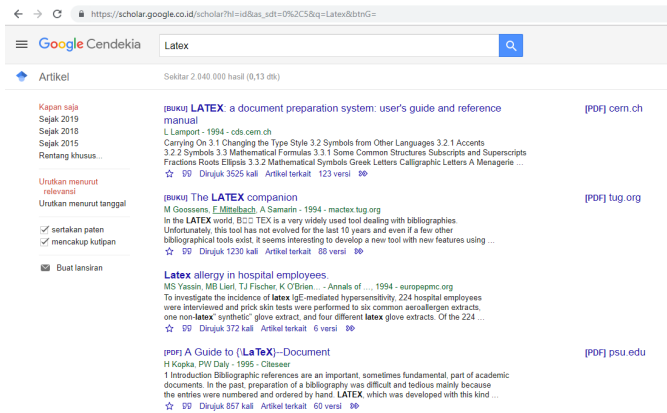 https://scholar.google.co.id/scholar?hl=id&as_sdt=0%2C5&q=Latex&btnG=
Google Cendekia
Latex
Artikel
Sekitar 2.040.000 hasil (0,13 dtk)
Kapan saja
Sejak 2019
Sejak 2018
Sejak 2015
Rentang khusus...
Urutkan menurut
relevansi
Urutkan menurut tanggal
sertakan paten
mencakup kutipan
Buat lansiran
[BUKU] LATEX: a document preparation system: user's guide and reference
manual
L Lamport - 1994 - cds.cern.ch
Carrying On 3.1 Changing the Type Style 3.2 Symbols from Other Languages 3.2.1 Accents
3.2.2 Symbols 3.3 Mathematical Formulas 3.3.1 Some Common Structures Subscripts and Superscripts
Fractions Roots Ellipsis 3.3.2 Mathematical Symbols Greek Letters Calligraphic Letters A Menagerie ...
Dirujuk 3525 kali Artikel terkait 123 versi
[PDF] cern.ch
[BUKU] The LATEX companion
M Goossens, F Mittelbach, A Samarin - 1994 - mactex.tug.org
In the LATEX world, B□□ TEX is a very widely used tool dealing with bibliographies.
Unfortunately, this tool has not evolved for the last 10 years and even if a few other
bibliographical tools exist, it seems interesting to develop a new tool with new features using ...
Dirujuk 1230 kali Artikel terkait 88 versi
[PDF] tug.org
Latex allergy in hospital employees.
MS Yassin, MB Lierl, TJ Fischer, K O'Brien... - Annals of ..., 1994 - europepmc.org
To investigate the incidence of latex IgE-mediated hypersensitivity, 224 hospital employees
were interviewed and prick skin tests were performed to six common aeroallergen extracts,
one non-latex" synthetic" glove extract, and four different latex glove extracts. Of the 224 ...
Dirujuk 372 kali Artikel terkait 6 versi
[PDF] A Guide to {\LaTeX}--Document
H Kopka, PW Daly - 1995 - Citeseer
1 Introduction Bibliographic references are an important, sometimes fundamental, part of academic
documents. In the past, preparation of a bibliography was difficult and tedious mainly because
the entries were numbered and ordered by hand. LATEX, which was developed with this kind ...
Dirujuk 857 kali Artikel terkait 60 versi
[PDF] psu.edu